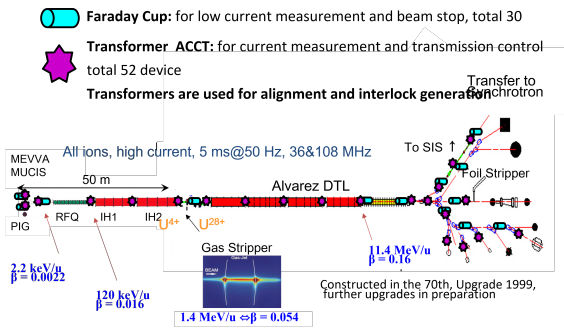 Faraday Cup: for low current measurement and beam stop, total 30
Transformer ACCT: for current measurement and transmission control
total 52 device
Transformers are used for alignment and interlock generation
Transfer to
Synchrotron
All ions, high current, 5 ms@50 Hz, 36&108 MHz
To SIS ↑
MEVVA
MUCIS
50 m
Alvarez DTL
Foil Stripper
PIG
RFQ
IH1
IH2
U4+
U28+
Gas Stripper
Gas-Jet
BEAM
11.4 MeV/u
β = 0.16
2.2 keV/u
β = 0.0022
120 keV/u
β = 0.016
1.4 MeV/u ⇔ β = 0.054
Constructed in the 70th, Upgrade 1999,
further upgrades in preparation